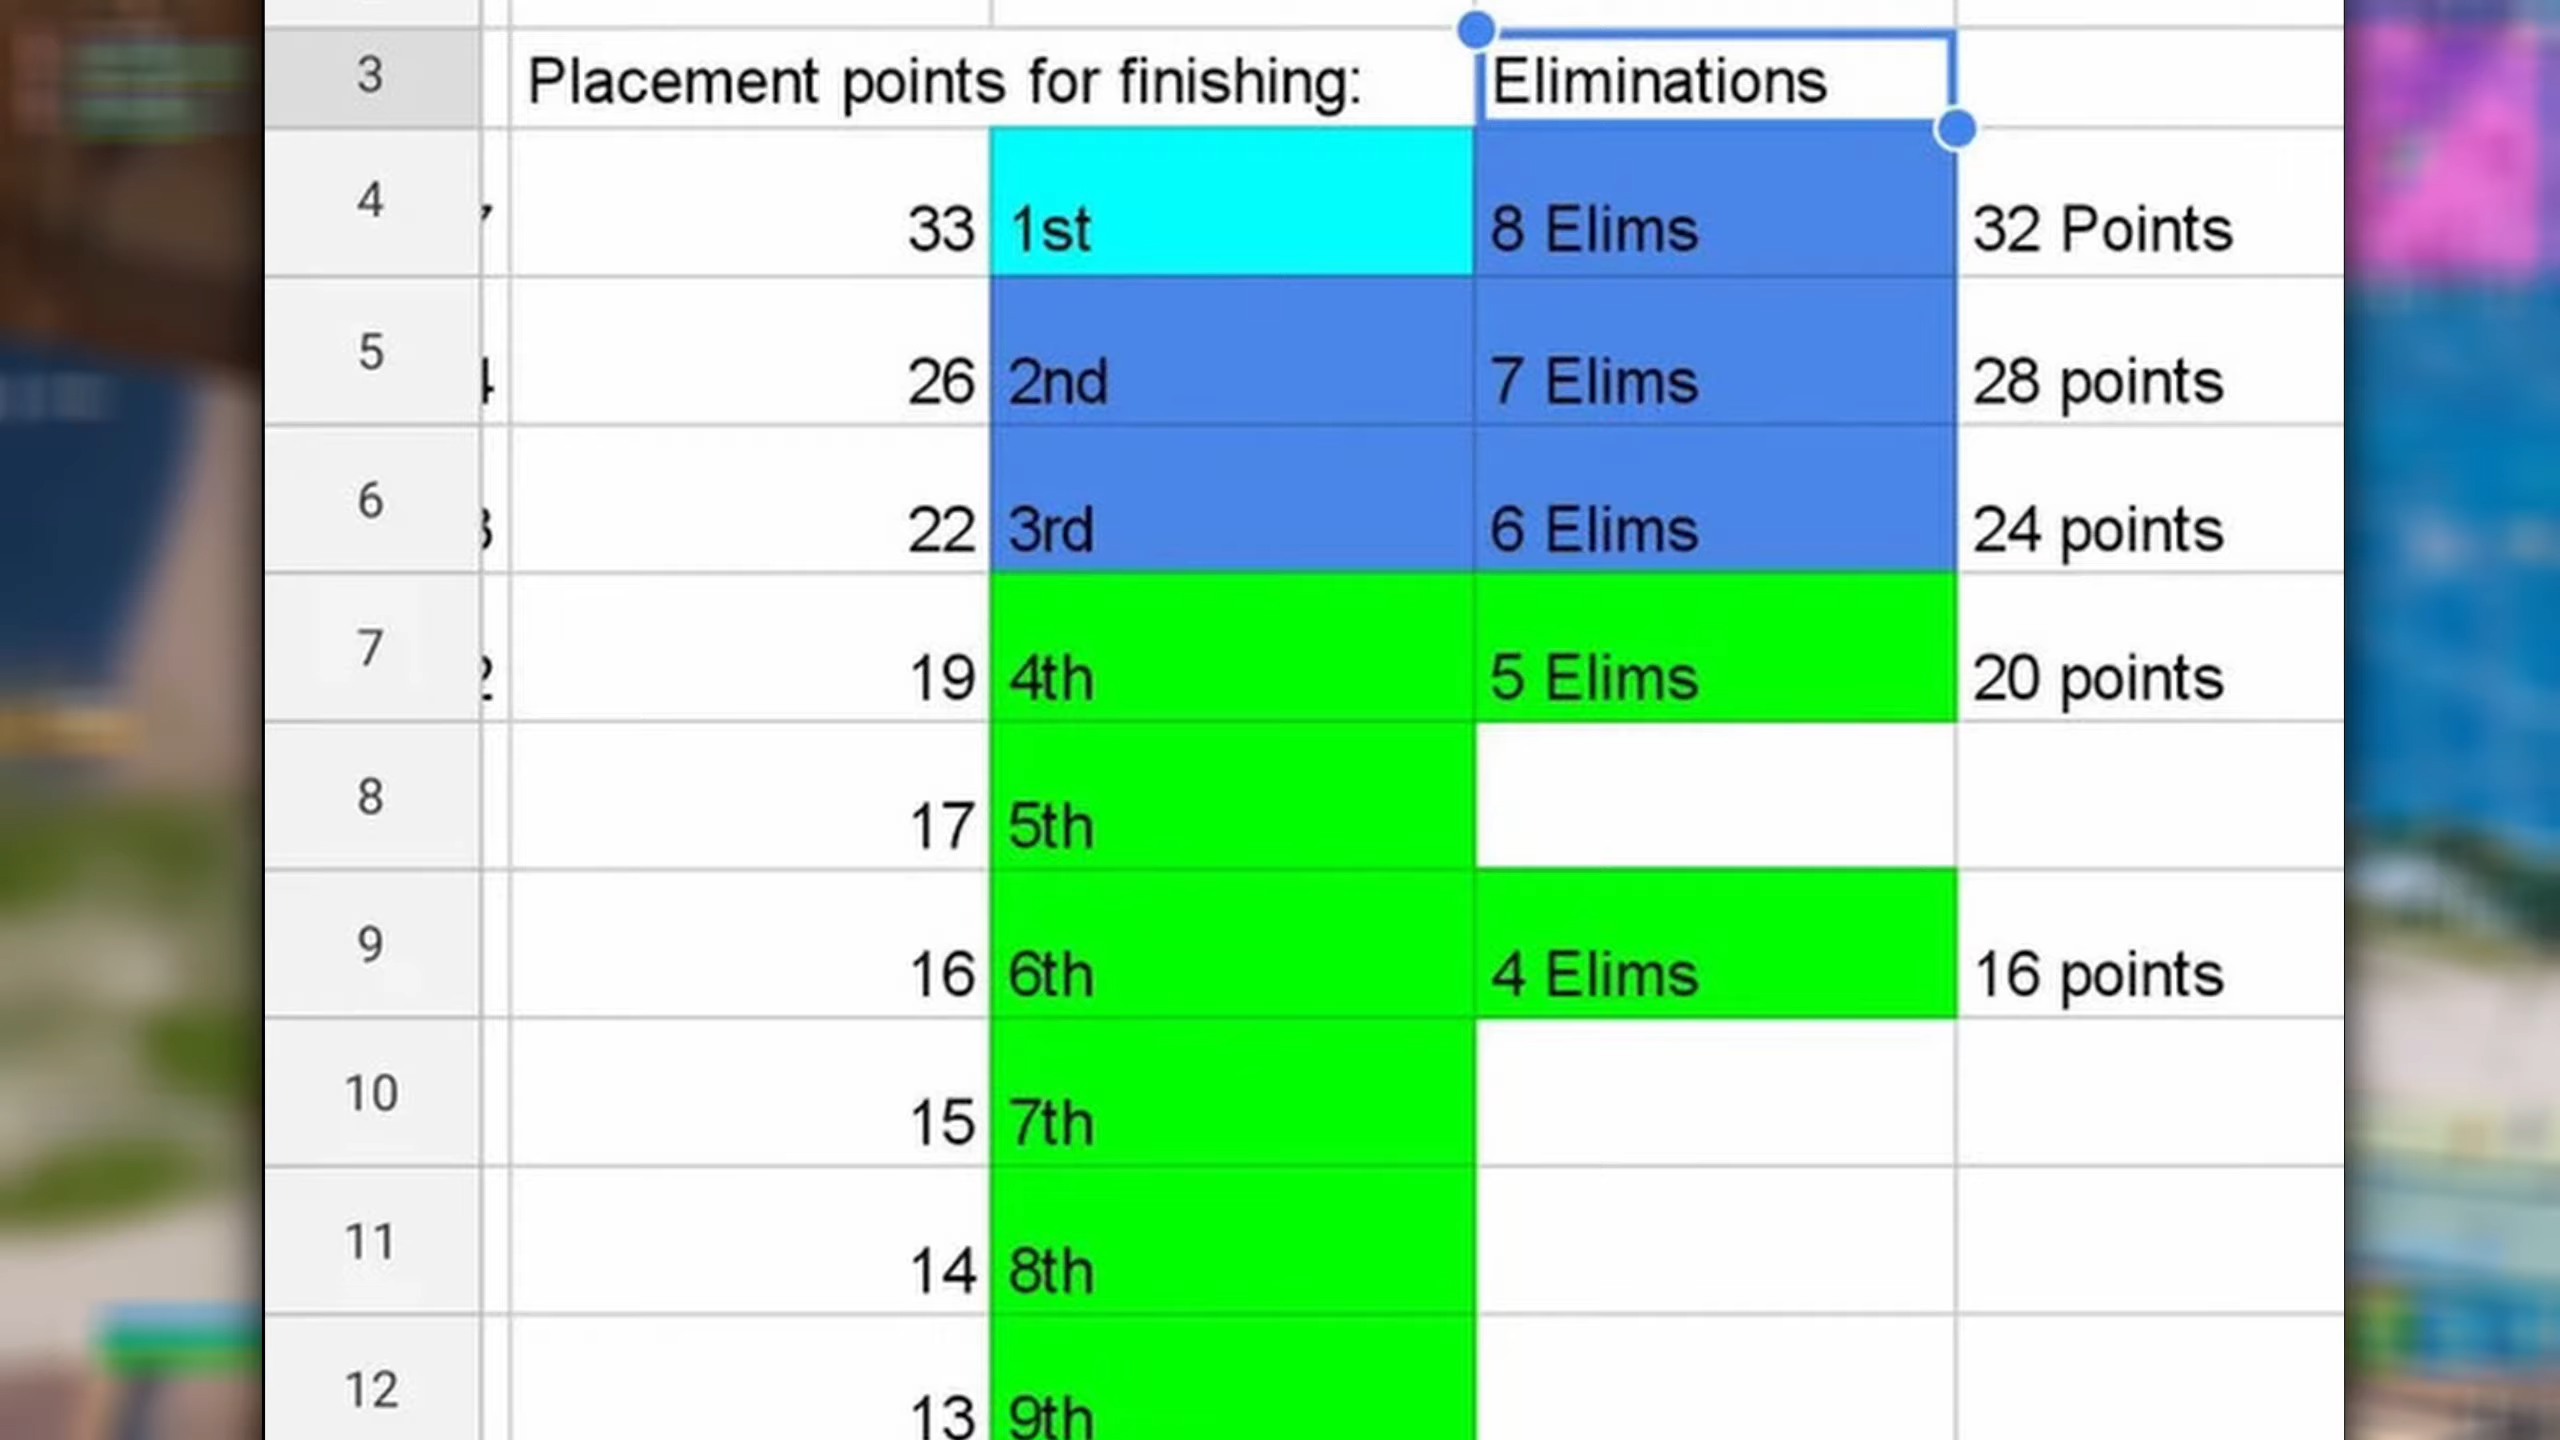 3 Placement points for finishing: Eliminations
4 33 1st 8 Elims 32 Points
5 26 2nd 7 Elims 28 points
6 22 3rd 6 Elims 24 points
7 19 4th 5 Elims 20 points
8 17 5th
9 16 6th 4 Elims 16 points
10 15 7th
11 14 8th
12 13 9th